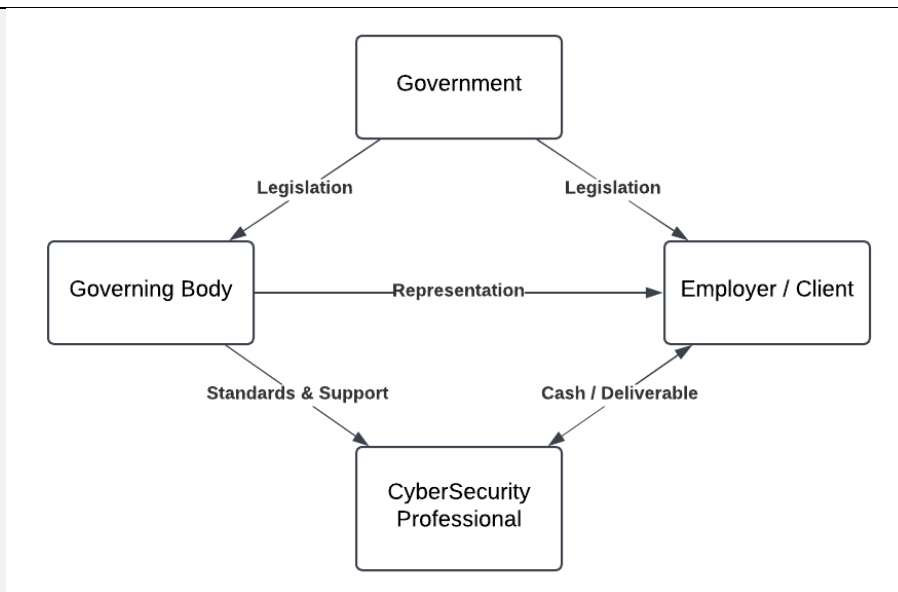 Government
Legislation
Legislation
Governing Body
Representation
Employer / Client
Standards & Support
Cash / Deliverable
CyberSecurity
Professional